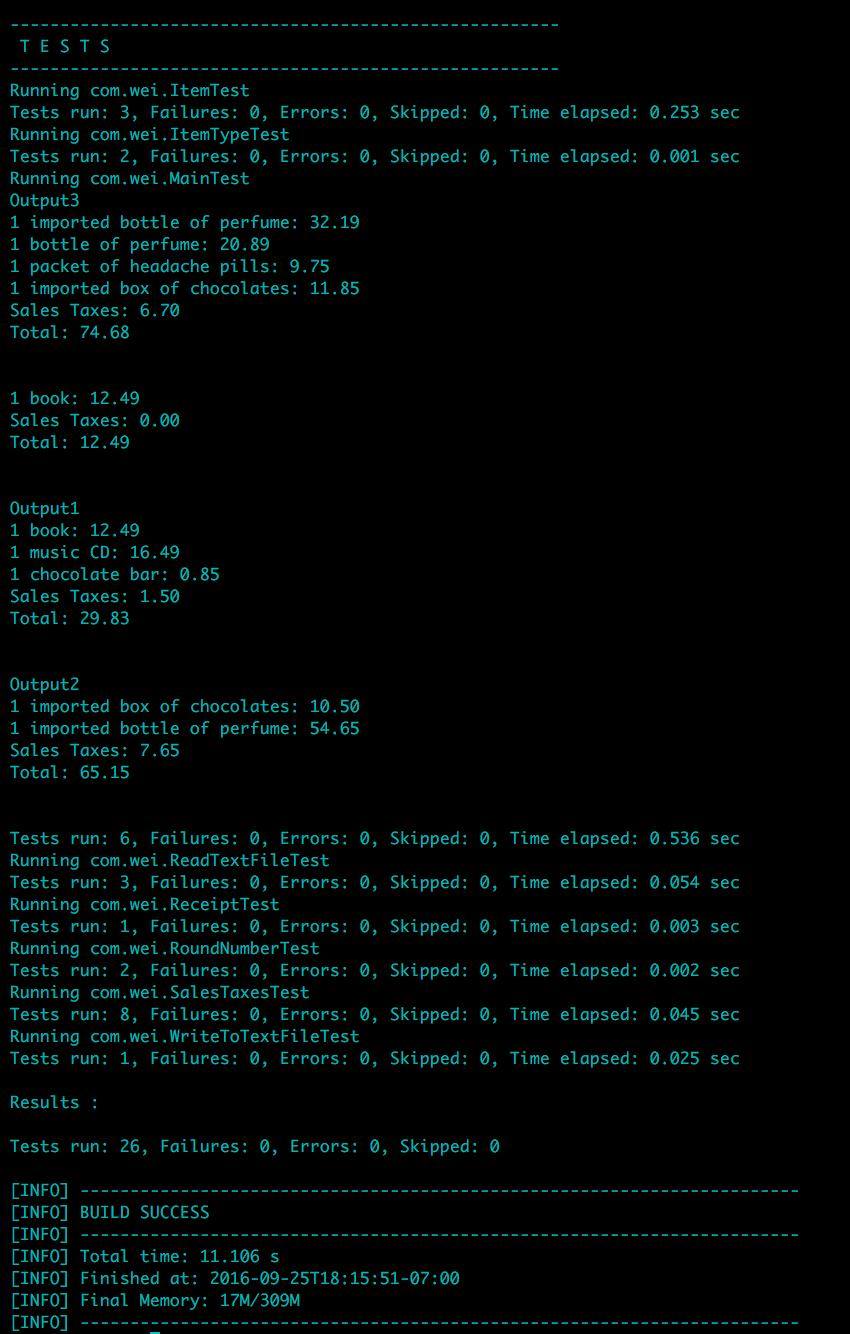 -------------------------------------------------------
 T E S T S
-------------------------------------------------------
Running com.wei.ItemTest
Tests run: 3, Failures: 0, Errors: 0, Skipped: 0, Time elapsed: 0.253 sec
Running com.wei.ItemTypeTest
Tests run: 2, Failures: 0, Errors: 0, Skipped: 0, Time elapsed: 0.001 sec
Running com.wei.MainTest
Output3
1 imported bottle of perfume: 32.19
1 bottle of perfume: 20.89
1 packet of headache pills: 9.75
1 imported box of chocolates: 11.85
Sales Taxes: 6.70
Total: 74.68
1 book: 12.49
Sales Taxes: 0.00
Total: 12.49
Output1
1 book: 12.49
1 music CD: 16.49
1 chocolate bar: 0.85
Sales Taxes: 1.50
Total: 29.83
Output2
1 imported box of chocolates: 10.50
1 imported bottle of perfume: 54.65
Sales Taxes: 7.65
Total: 65.15
Tests run: 6, Failures: 0, Errors: 0, Skipped: 0, Time elapsed: 0.536 sec
Running com.wei.ReadTextFileTest
Tests run: 3, Failures: 0, Errors: 0, Skipped: 0, Time elapsed: 0.054 sec
Running com.wei.ReceiptTest
Tests run: 1, Failures: 0, Errors: 0, Skipped: 0, Time elapsed: 0.003 sec
Running com.wei.RoundNumberTest
Tests run: 2, Failures: 0, Errors: 0, Skipped: 0, Time elapsed: 0.002 sec
Running com.wei.SalesTaxesTest
Tests run: 8, Failures: 0, Errors: 0, Skipped: 0, Time elapsed: 0.045 sec
Running com.wei.WriteToTextFileTest
Tests run: 1, Failures: 0, Errors: 0, Skipped: 0, Time elapsed: 0.025 sec
Results :
Tests run: 26, Failures: 0, Errors: 0, Skipped: 0
[INFO] ------------------------------------------------------------------------
[INFO] BUILD SUCCESS
[INFO] ------------------------------------------------------------------------
[INFO] Total time: 11.106 s
[INFO] Finished at: 2016-09-25T18:15:51-07:00
[INFO] Final Memory: 17M/309M
[INFO] ------------------------------------------------------------------------